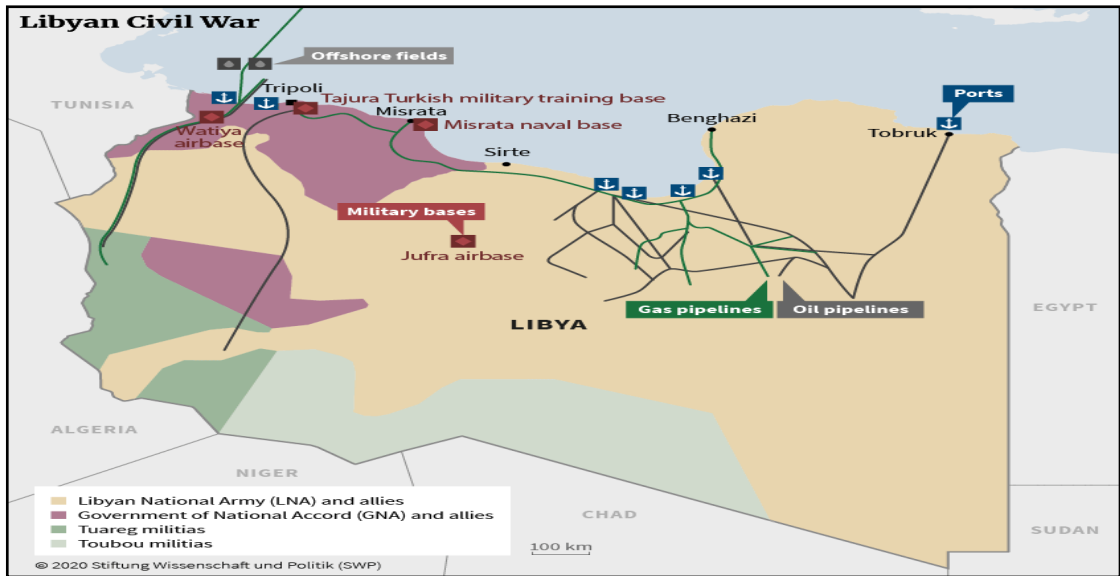 Libyan Civil War
Offshore fields
TUNISIA
Tripoli
Tajura Turkish military training base
Ports
Misrata
Misrata naval base
Benghazi
Tobruk
Watiya
airbase
Sirte
Military bases
Jufra airbase
Gas pipelines
Oil pipelines
LIBYA
EGYPT
ALGERIA
NIGER
CHAD
SUDAN
Libyan National Army (LNA) and allies
Government of National Accord (GNA) and allies
Tuareg militias
Toubou militias
100 km
© 2020 Stiftung Wissenschaft und Politik (SWP)